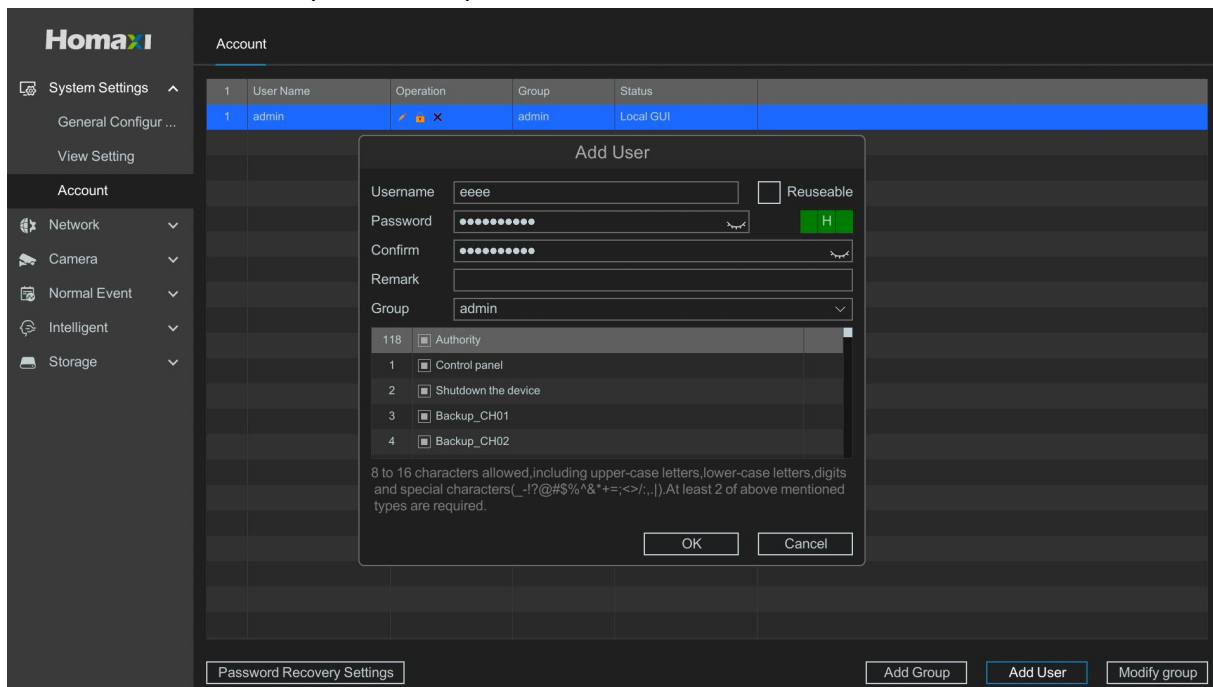 Homaxi
Account
System Settings
General Configur ...
View Setting
Account
Network
Camera
Normal Event
Intelligent
Storage
1 User Name Operation Group Status
1 admin admin Local GUI
Add User
Username eeee Reuseable
Password ●●●●●●●●●● H
Confirm ●●●●●●●●●●
Remark
Group admin
118 Authority
1 Control panel
2 Shutdown the device
3 Backup_CH01
4 Backup_CH02
8 to 16 characters allowed,including upper-case letters,lower-case letters,digits
and special characters(_-!?@#$%^&*+=;<>/:,.|).At least 2 of above mentioned
types are required.
OK Cancel
Password Recovery Settings Add Group Add User Modify group